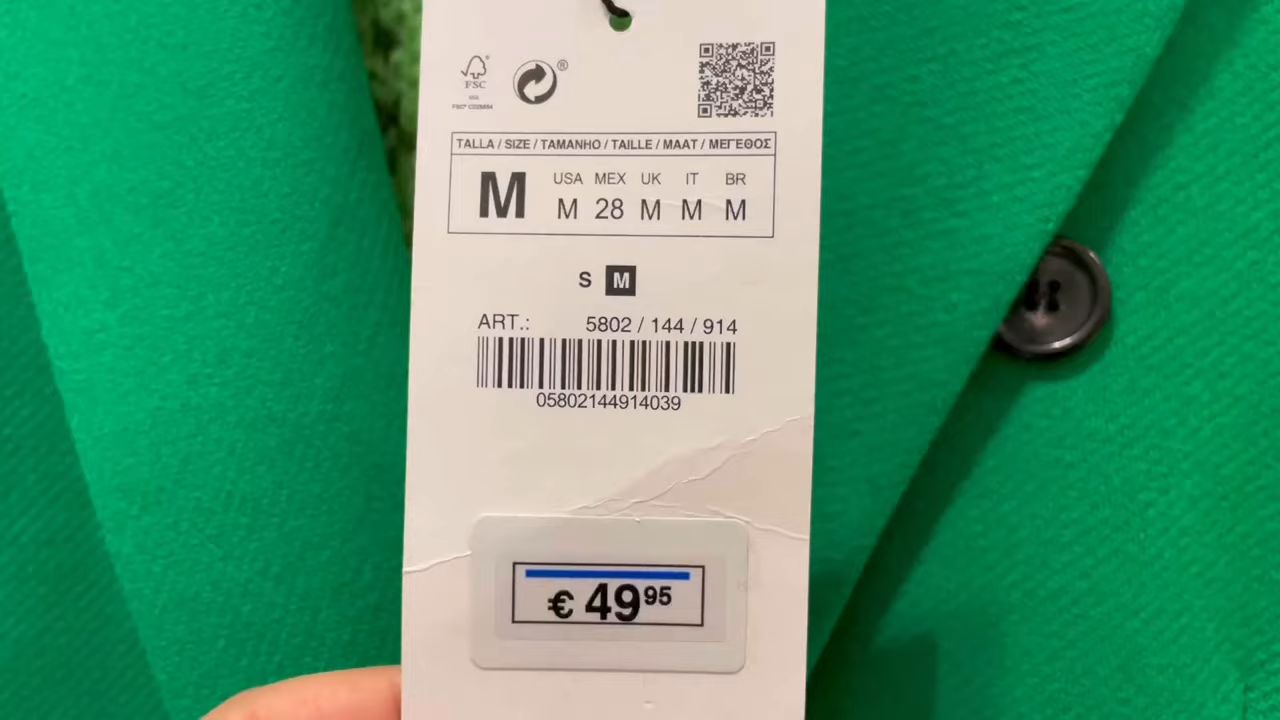 FSC
®
TALLA / SIZE / TAMANHO / TAILLE / MAAT / ΜΕΓΕΘΟΣ
M
USA MEX UK IT BR
M 28 M M M
S M
ART.: 5802 / 144 / 914
05802144914039
€ 49 95